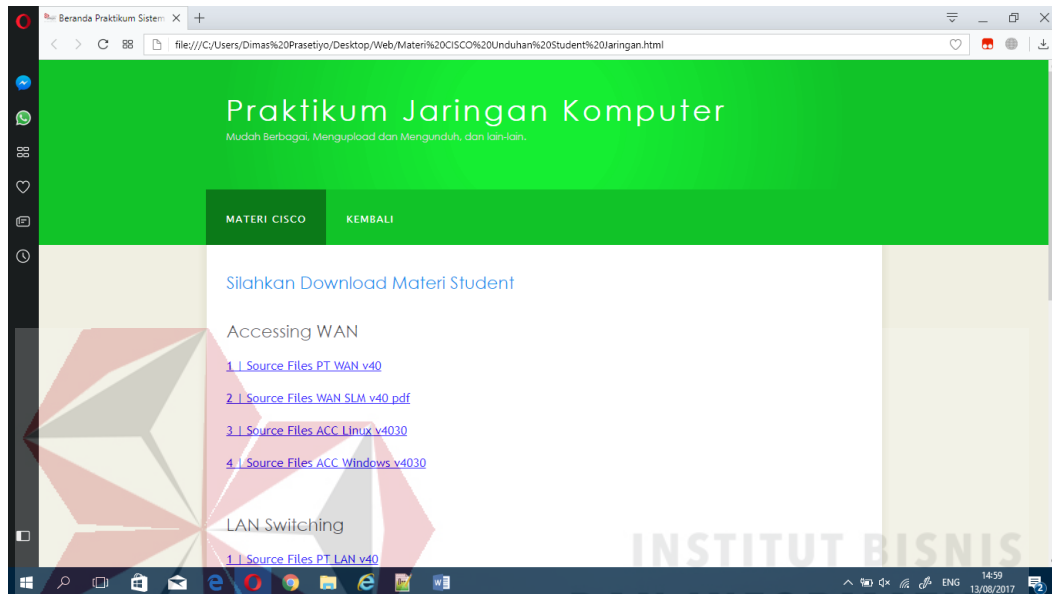 Beranda Praktikum Sistem
file:///C:/Users/Dimas%20Prasetiyo/Desktop/Web/Materi%20CISCO%20Unduhan%20Student%20Jaringan.html
Praktikum Jaringan Komputer
Mudah Berbagai, Mengupload dan Mengunduh, dan lain-lain.
MATERI CISCO KEMBALI
Silahkan Download Materi Student
Accessing WAN
1 | Source Files PT WAN v40
2 | Source Files WAN SLM v40 pdf
3 | Source Files ACC Linux v4030
4 | Source Files ACC Windows v4030
LAN Switching
1 | Source Files PT LAN v40
INSTITUT BISNIS
ENG 14:59
13/08/2017